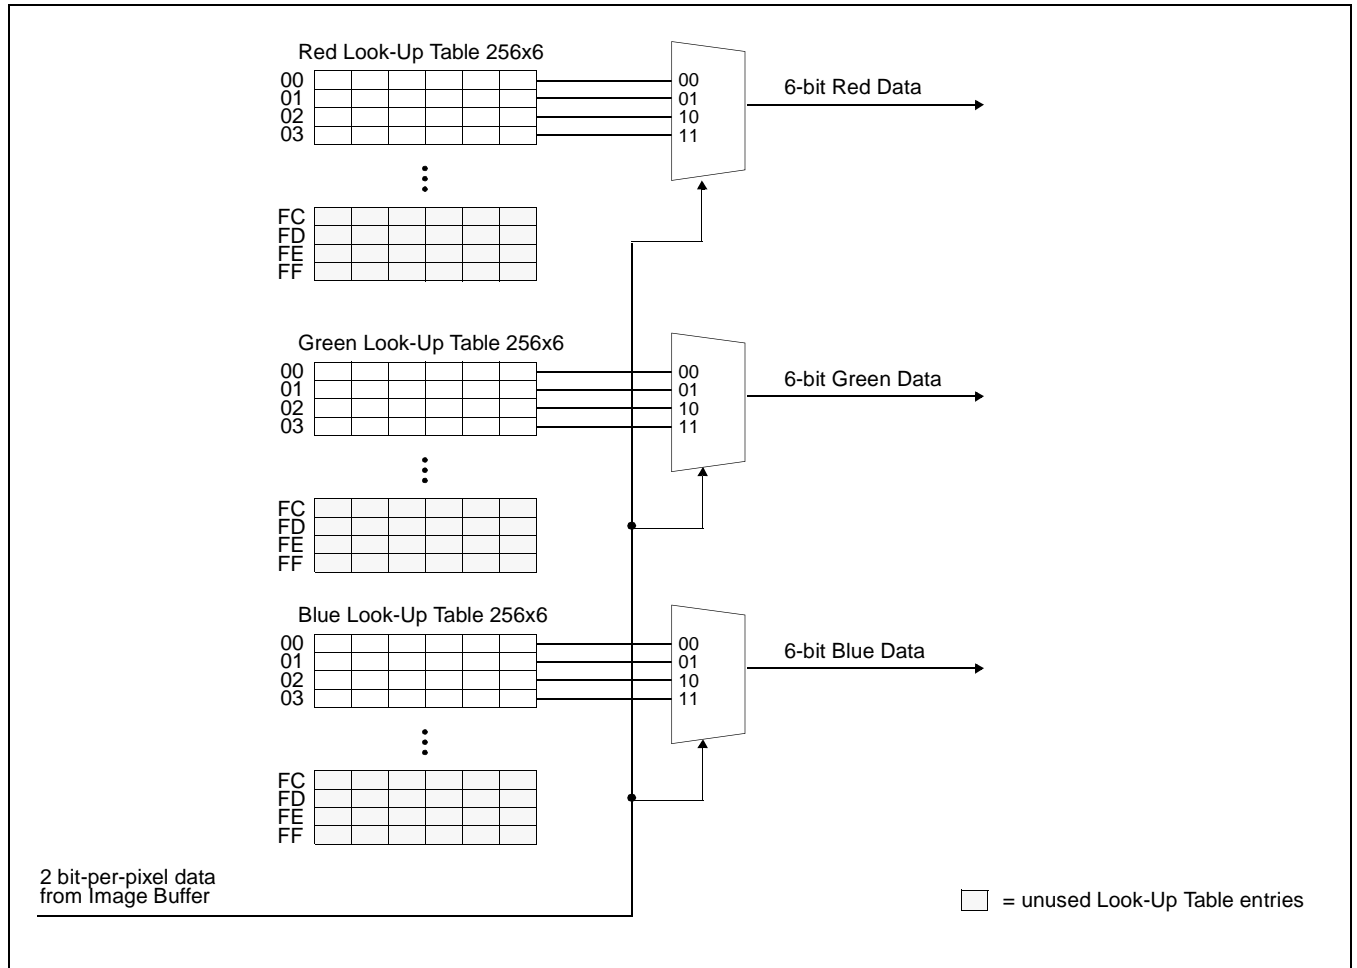 Red Look-Up Table 256x6
00
01
02
03
00
01
10
11
6-bit Red Data
FC
FD
FE
FF
Green Look-Up Table 256x6
00
01
02
03
00
01
10
11
6-bit Green Data
FC
FD
FE
FF
Blue Look-Up Table 256x6
00
01
02
03
00
01
10
11
6-bit Blue Data
FC
FD
FE
FF
2 bit-per-pixel data
from Image Buffer
= unused Look-Up Table entries